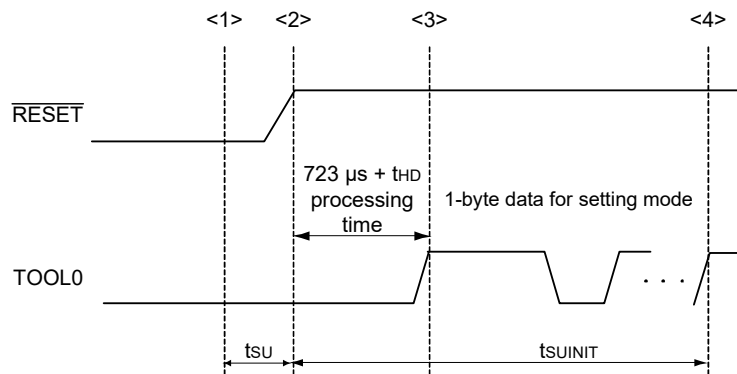 <1> <2> <3> <4>
RESET
723 µs + tHD
processing
time
1-byte data for setting mode
TOOL0
. . .
tSU
tSUINIT